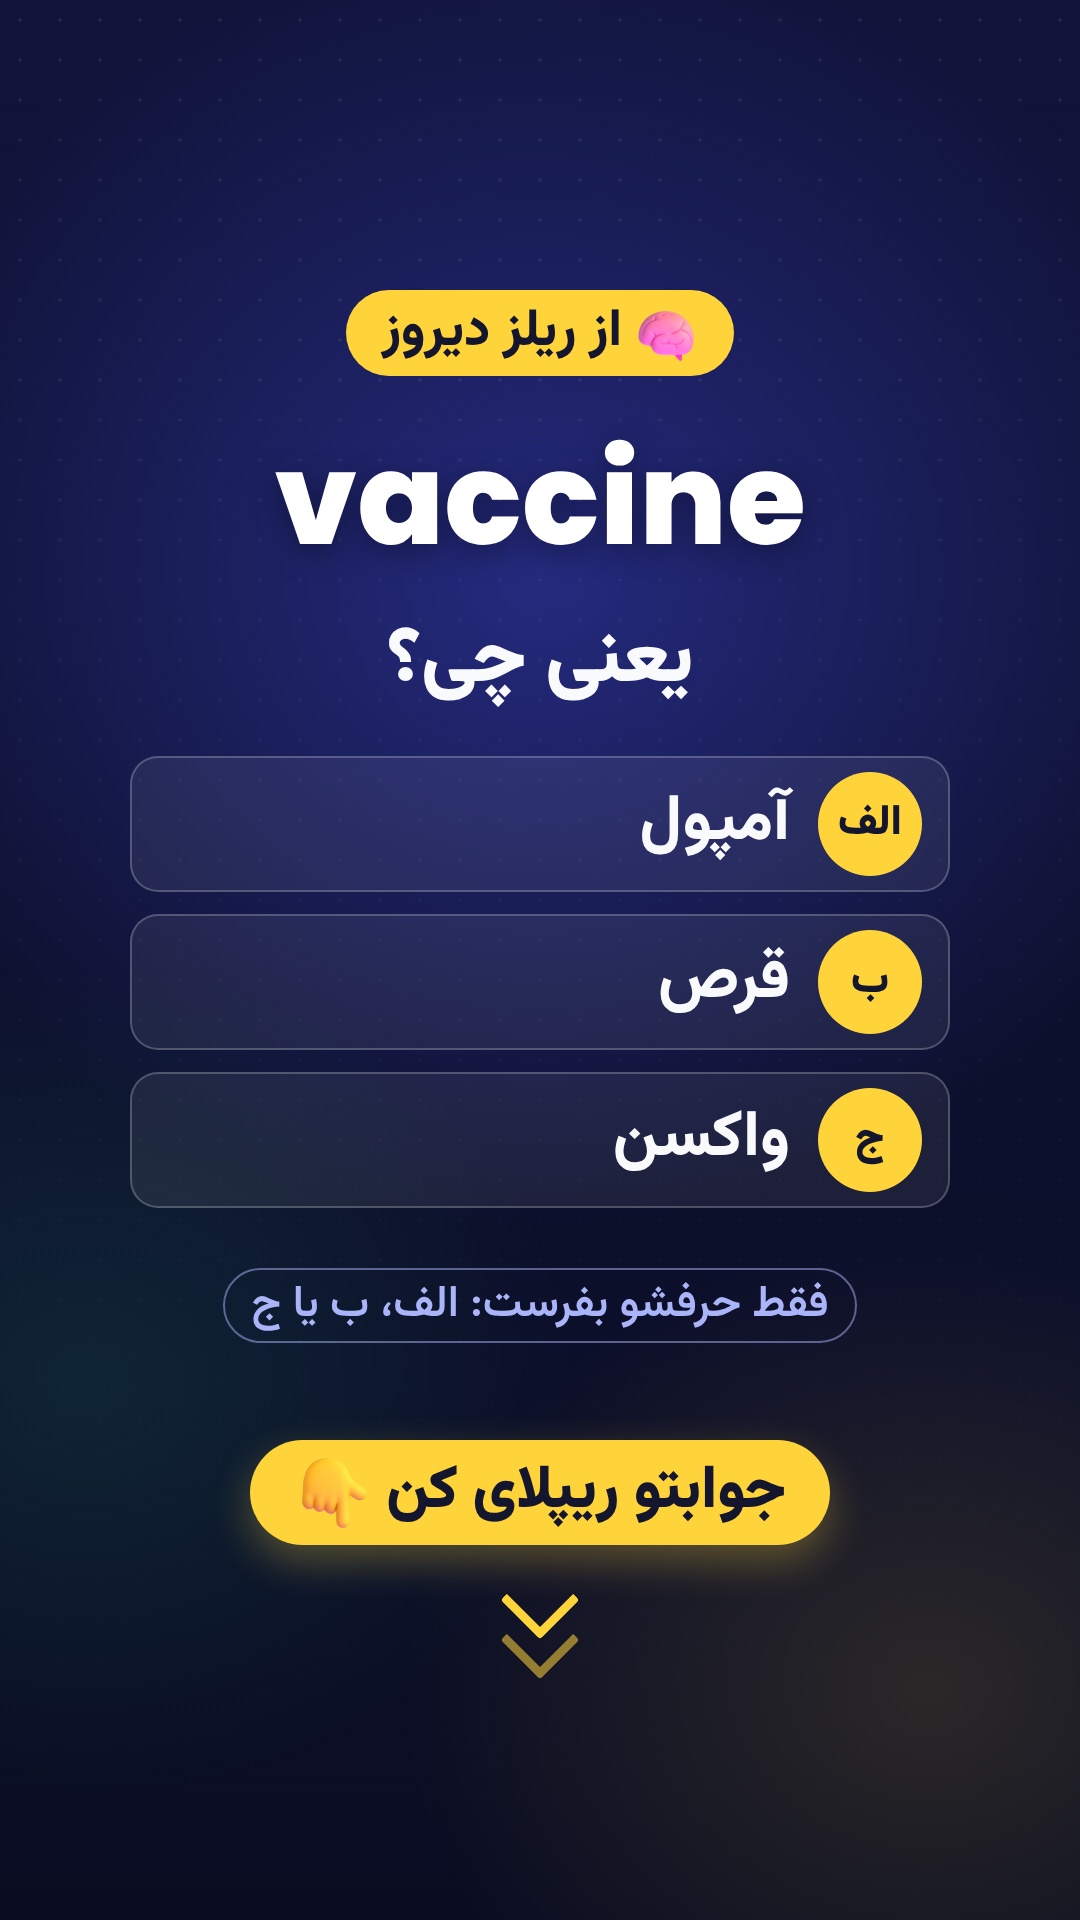 🧠 از ریلز دیروز
vaccine
یعنی چی؟
الف آمپول
ب قرص
ج واکسن
فقط حرفشو بفرست: الف، ب یا ج
جوابتو ریپلای کن 👇